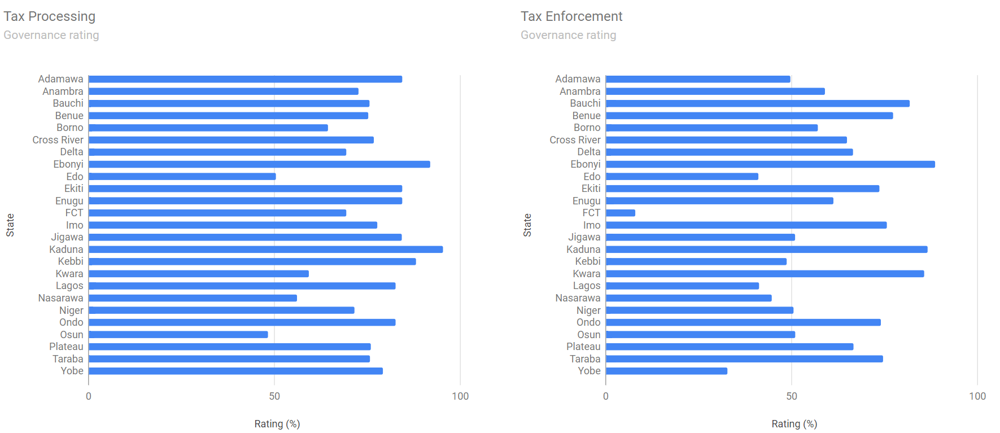 Tax Processing
Governance rating
Adamawa
Anambra
Bauchi
Benue
Borno
Cross River
Delta
Ebonyi
Edo
Ekiti
Enugu
FCT
Imo
Jigawa
Kaduna
Kebbi
Kwara
Lagos
Nasarawa
Niger
Ondo
Osun
Plateau
Taraba
Yobe
State
0 50 100
Rating (%)
Tax Enforcement
Governance rating
Adamawa
Anambra
Bauchi
Benue
Borno
Cross River
Delta
Ebonyi
Edo
Ekiti
Enugu
FCT
Imo
Jigawa
Kaduna
Kebbi
Kwara
Lagos
Nasarawa
Niger
Ondo
Osun
Plateau
Taraba
Yobe
State
0 50 100
Rating (%)